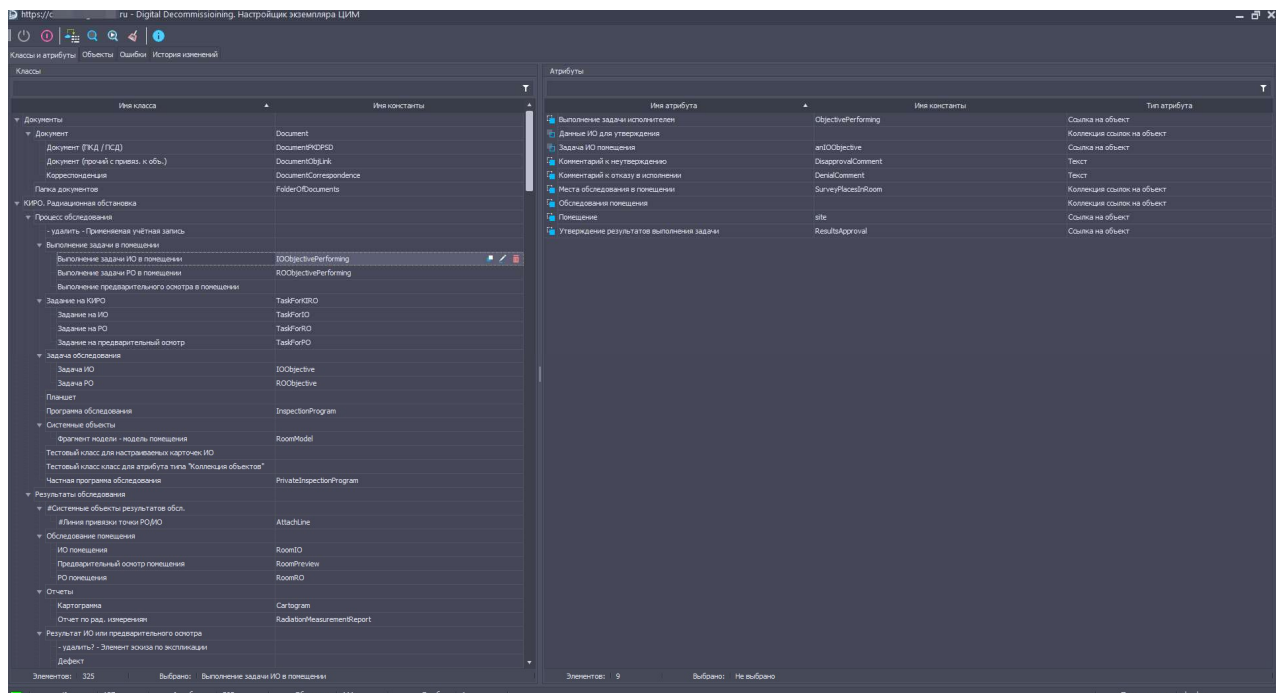 https://c ru - Digital Decommissioining. Настройщик экземпляра ЦИМ
Классы и атрибуты Объекты Ошибки История изменений
Классы
Имя класса Имя константы
Документы
Документ Document
Документ (ПКД / ПСД) DocumentPKDPSD
Документ (прочий с привяз. к объ.) DocumentObjLink
Корреспонденция DocumentCorrespondence
Папка документов FolderOfDocuments
КИРО. Радиационная обстановка
Процесс обследования
- удалить - Применяемая учётная запись
Выполнение задачи в помещении
Выполнение задачи ИО в помещении IOObjectivePerforming
Выполнение задачи РО в помещении ROObjectivePerforming
Выполнение предварительного осмотра в помещении
Задание на КИРО TaskForKIRO
Задание на ИО TaskForIO
Задание на РО TaskForRO
Задание на предварительный осмотр TaskForPO
Задача обследования
Задача ИО IOObjective
Задача РО ROObjective
Планшет
Программа обследования InspectionProgram
Системные объекты
Фрагмент модели - модель помещения RoomModel
Тестовый класс для настраиваемых карточек ИО
Тестовый класс класс для атрибута типа "Коллекция объектов"
Частная программа обследования PrivateInspectionProgram
Результаты обследования
#Системные объекты результатов обсл.
#Линия привязки точки РО/ИО AttachLine
Обследование помещения
ИО помещения RoomIO
Предварительный осмотр помещения RoomPreview
РО помещения RoomRO
Отчеты
Картограмма Cartogram
Отчет по рад. измерениям RadiationMeasurementReport
Результат ИО или предварительного осмотра
- удалить? - Элемент эскиза по экспликации
Дефект
Элементов: 325 Выбрано: Выполнение задачи ИО в помещении
Атрибуты
Имя атрибута Имя константы Тип атрибута
Выполнение задачи исполнителем ObjectivePerforming Ссылка на объект
Данные ИО для утверждения Коллекция ссылок на объект
Задача ИО помещения anIOObjective Ссылка на объект
Комментарий к неутверждению DisapprovalComment Текст
Комментарий к отказу в исполнении DenialComment Текст
Места обследования в помещении SurveyPlacesInRoom Коллекция ссылок на объект
Обследования помещения Коллекция ссылок на объект
Помещение site Ссылка на объект
Утверждение результатов выполнения задачи ResultsApproval Ссылка на объект
Элементов: 9 Выбрано: Не выбрано